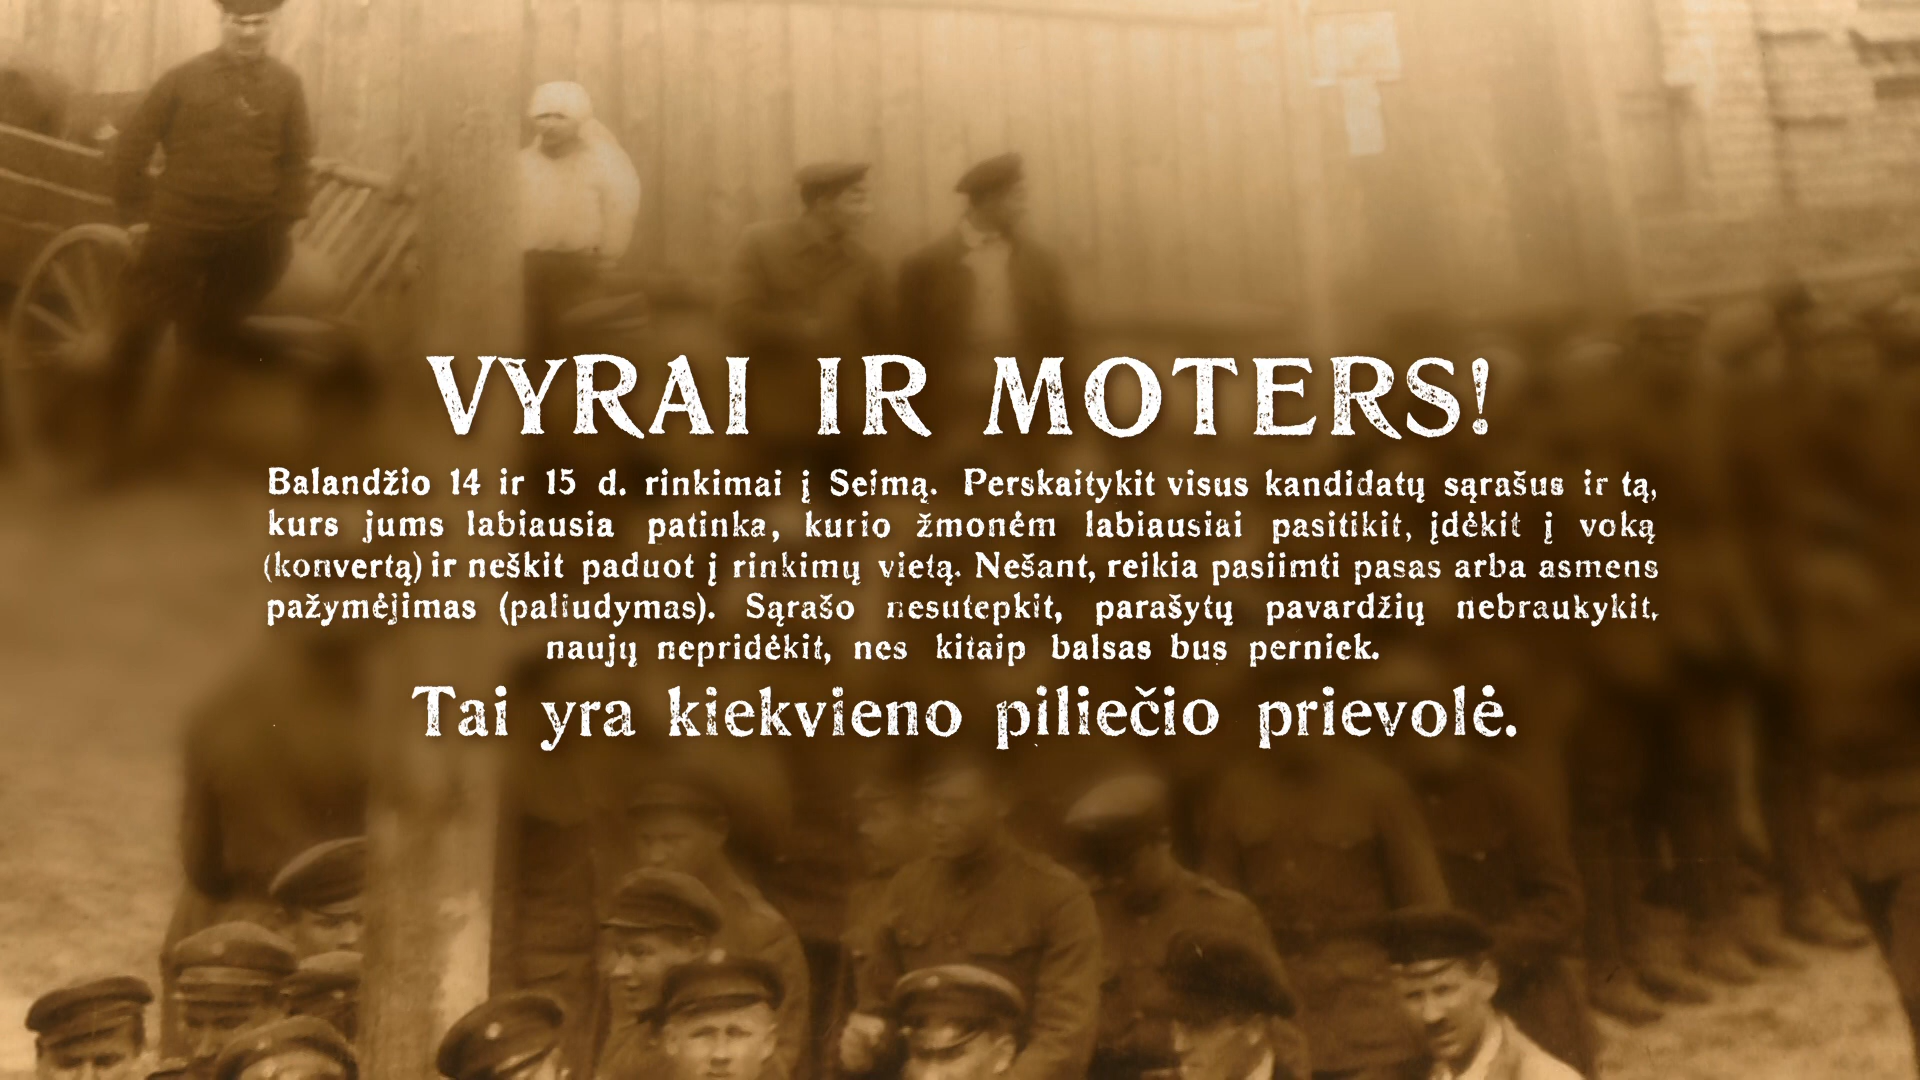 VYRAI IR MOTERS!
Balandžio 14 ir 15 d. rinkimai į Seimą. Perskaitykit visus kandidatų sąrašus ir tą,
kurs jums labiausia patinka, kurio žmonėm labiausiai pasitikit, įdėkit į voką
(konvertą) ir neškit paduot į rinkimų vietą. Nešant, reikia pasiimti pasas arba asmens
pažymėjimas (paliudymas). Sąrašo nesutepkit, parašytų pavardžių nebraukykit,
naujų nepridėkit, nes kitaip balsas bus perniek.
Tai yra kiekvieno piliečio prievolė.